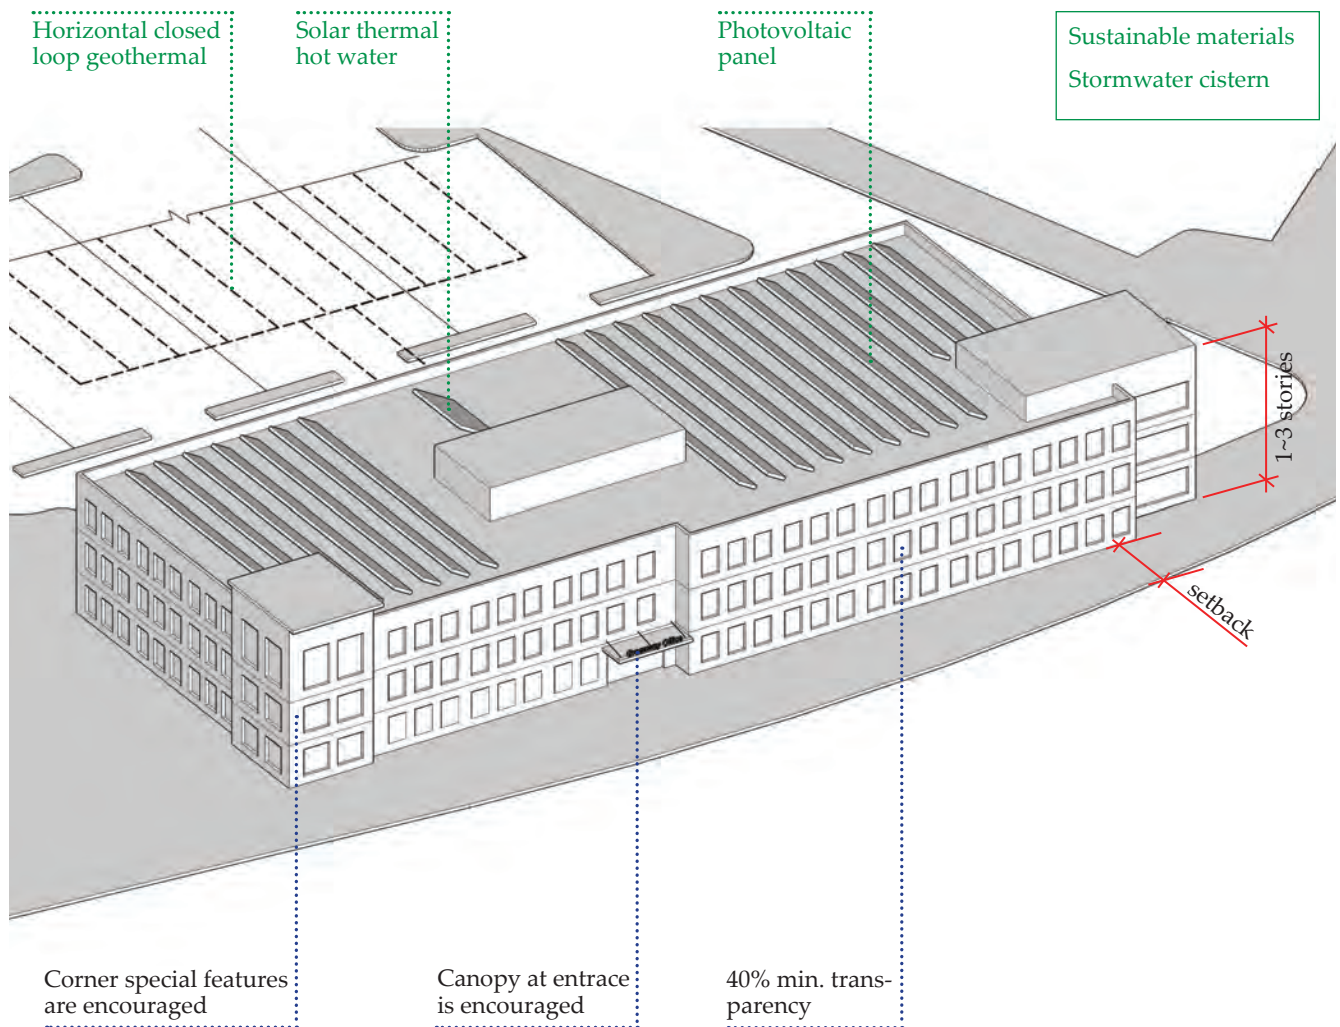 Horizontal closed
loop geothermal
Solar thermal
hot water
Photovoltaic
panel
Sustainable materials
Stormwater cistern
1~3 stories
setback
Office
Corner special features
are encouraged
Canopy at entrace
is encouraged
40% min. trans-
parency